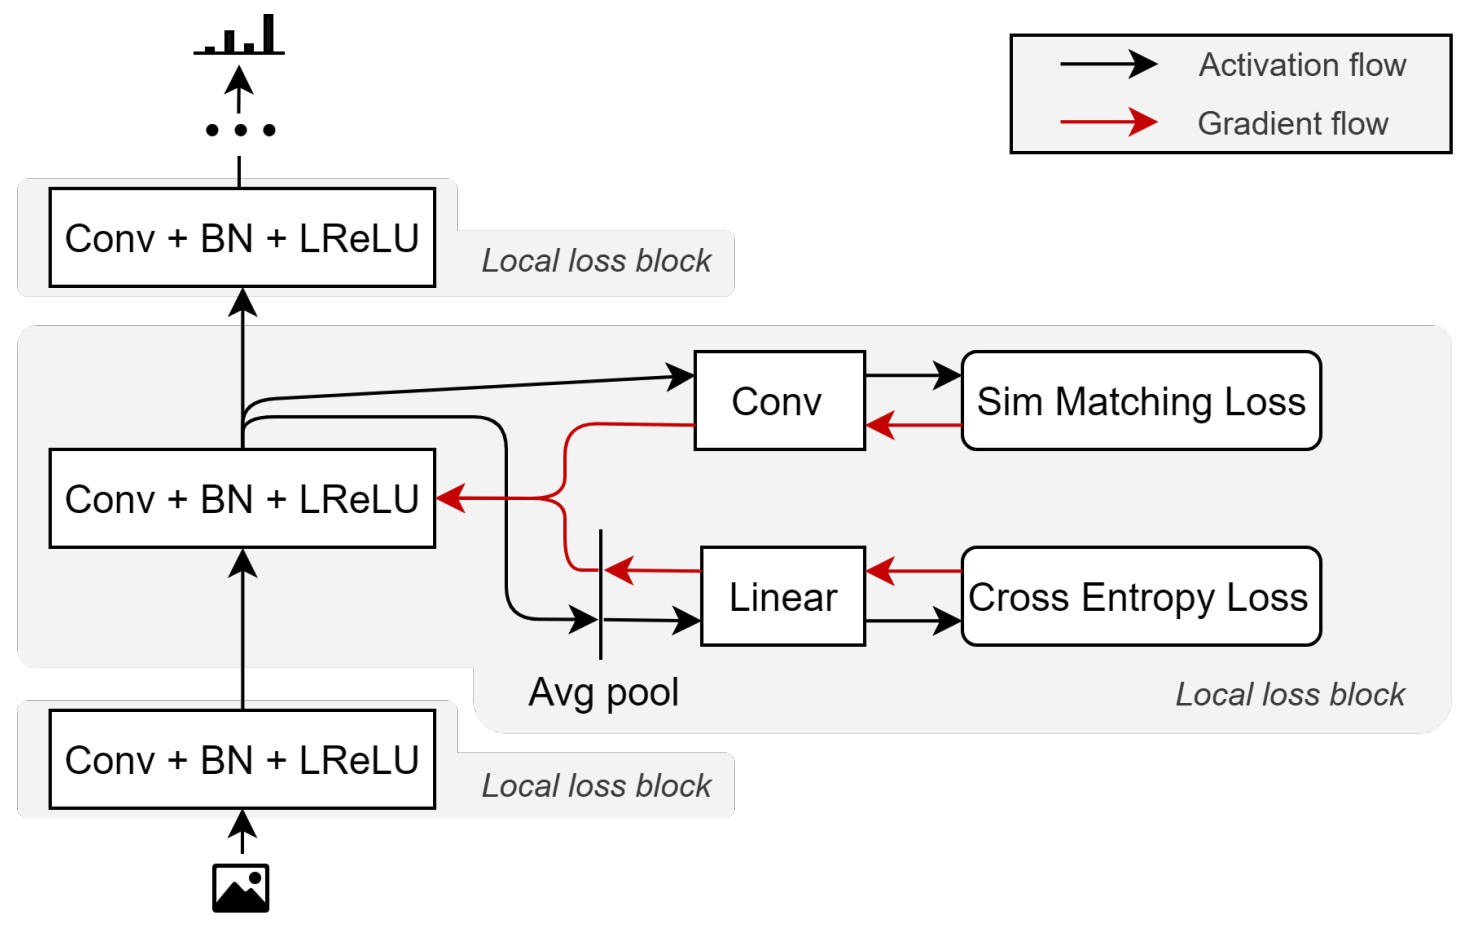 Activation flow
Gradient flow
Conv + BN + LReLU
Local loss block
Conv
Sim Matching Loss
Conv + BN + LReLU
Linear
Cross Entropy Loss
Avg pool
Local loss block
Conv + BN + LReLU
Local loss block